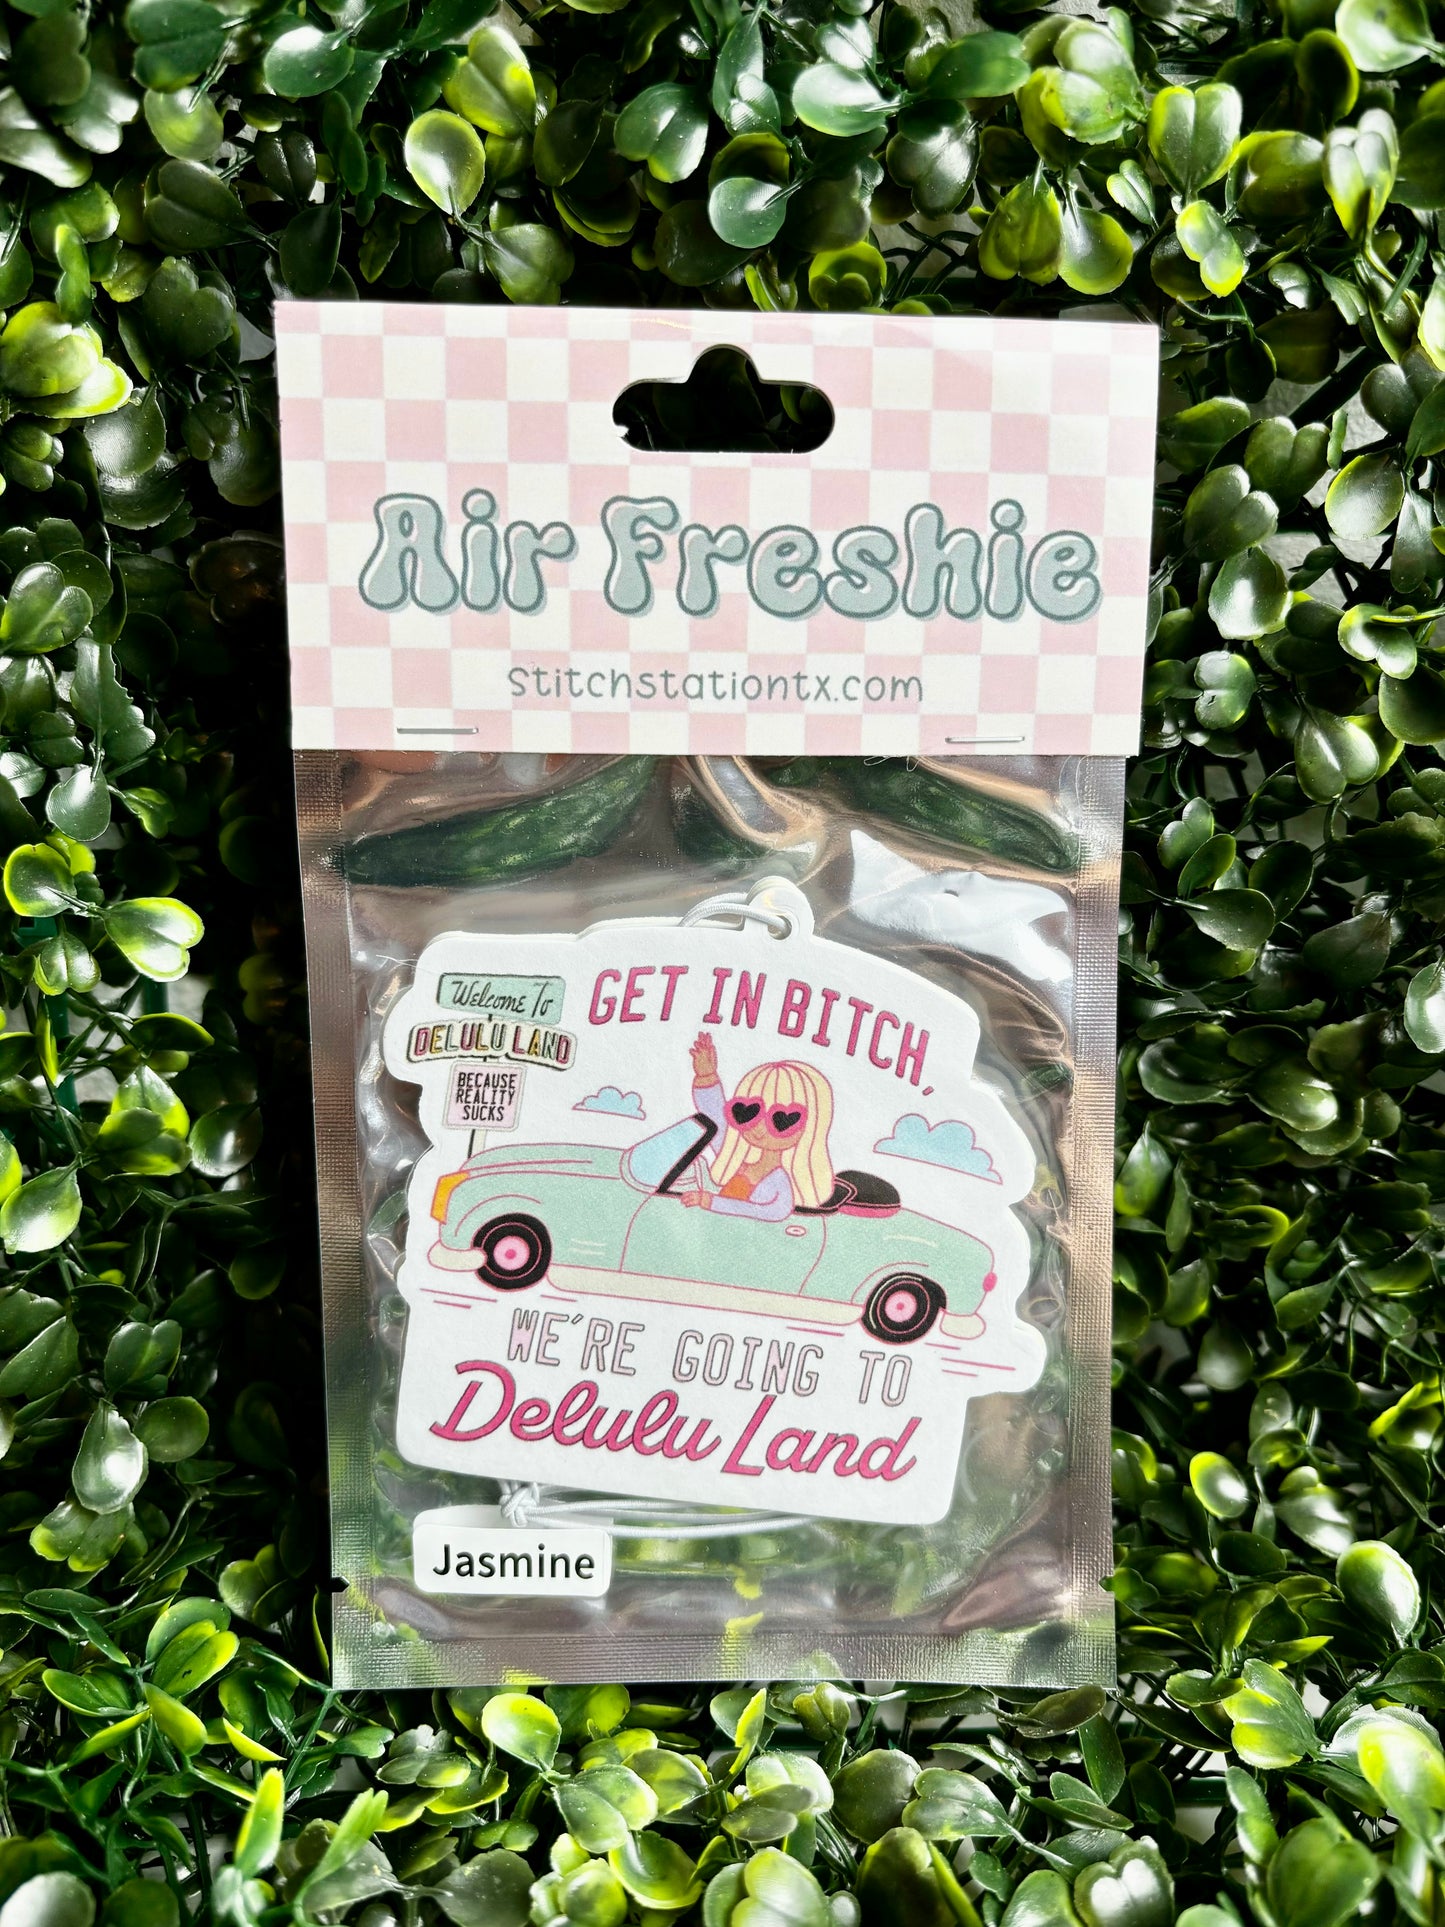 Air Freshie
Stitchstationtx.com
Welcome To
DELULU LAND
BECAUSE
REALITY
SUCKS
GET IN BITCH,
WE'RE GOING TO
Delulu Land
Jasmine